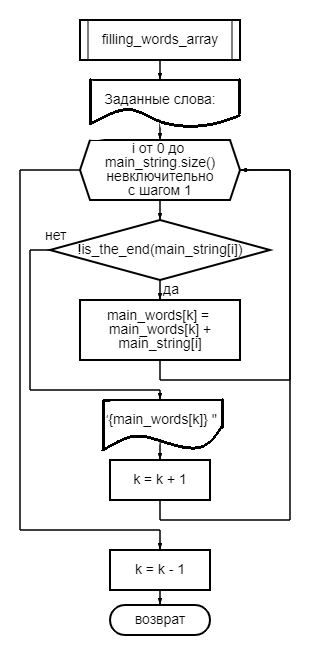 filling_words_array
Заданные слова:
i от 0 до
main_string.size()
невключительно
с шагом 1
нет
!is_the_end(main_string[i])
да
main_words[k] =
main_words[k] +
main_string[i]
"{main_words[k]} "
k = k + 1
k = k - 1
возврат